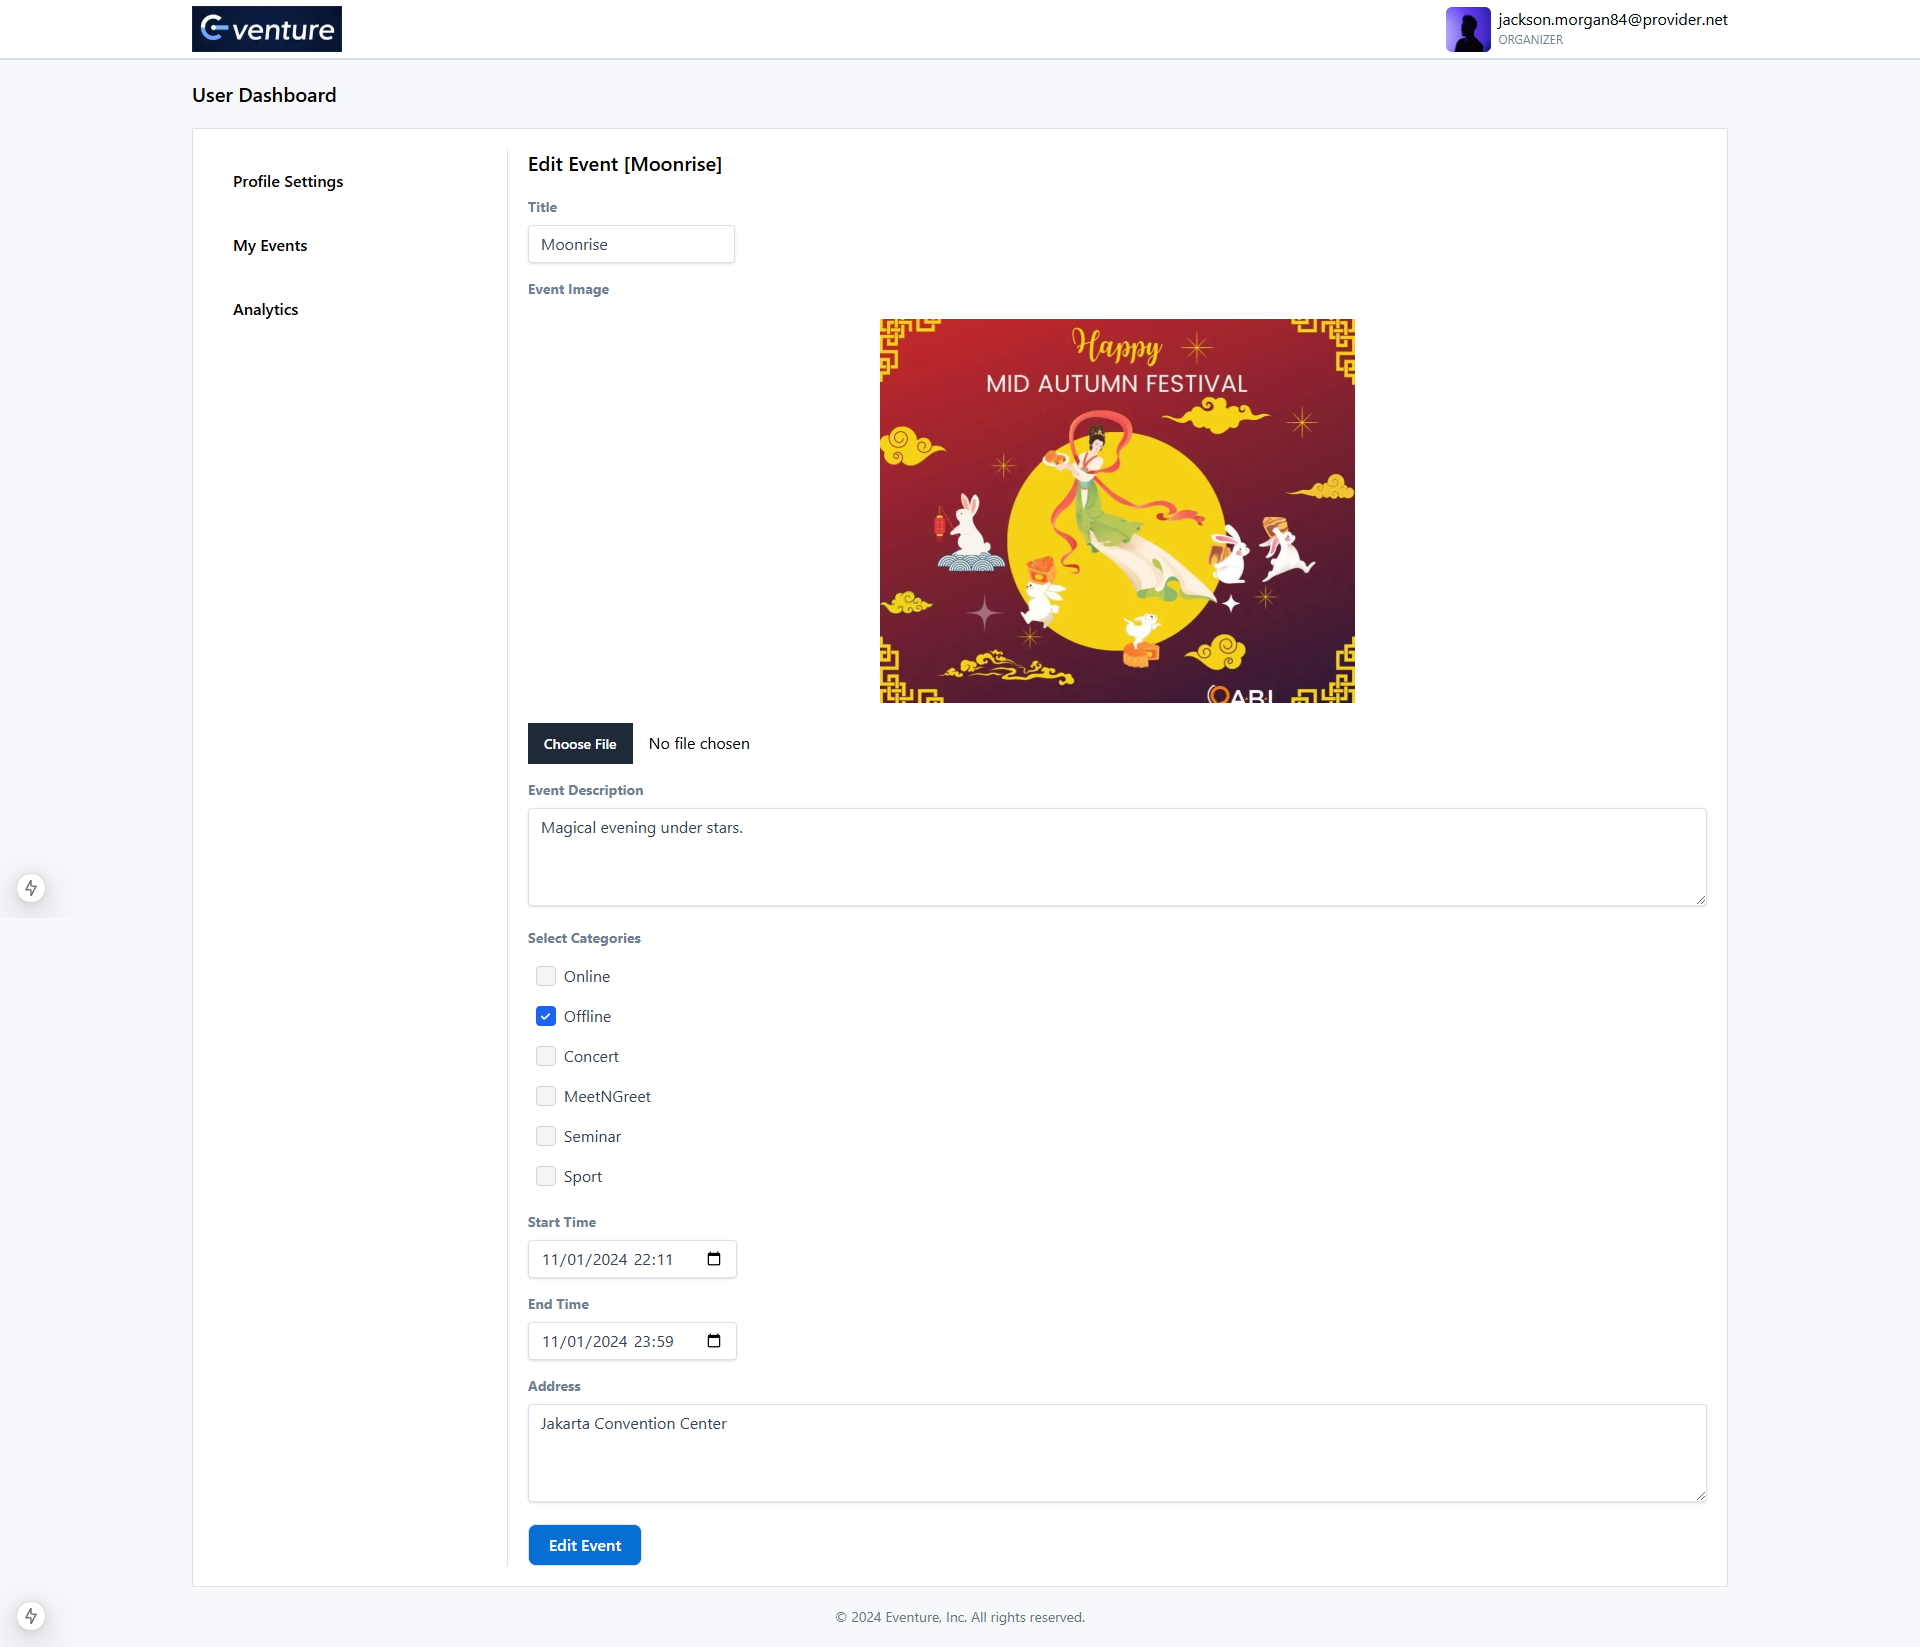 venture
jackson.morgan84@provider.net
ORGANIZER
User Dashboard
Profile Settings
My Events
Analytics
Edit Event [Moonrise]
Title
Moonrise
Event Image
Happy
MID AUTUMN FESTIVAL
Choose File
No file chosen
Event Description
Magical evening under stars.
Select Categories
Online
Offline
Concert
MeetNGreet
Seminar
Sport
Start Time
11/01/2024 22:11
End Time
11/01/2024 23:59
Address
Jakarta Convention Center
Edit Event
© 2024 Eventure, Inc. All rights reserved.